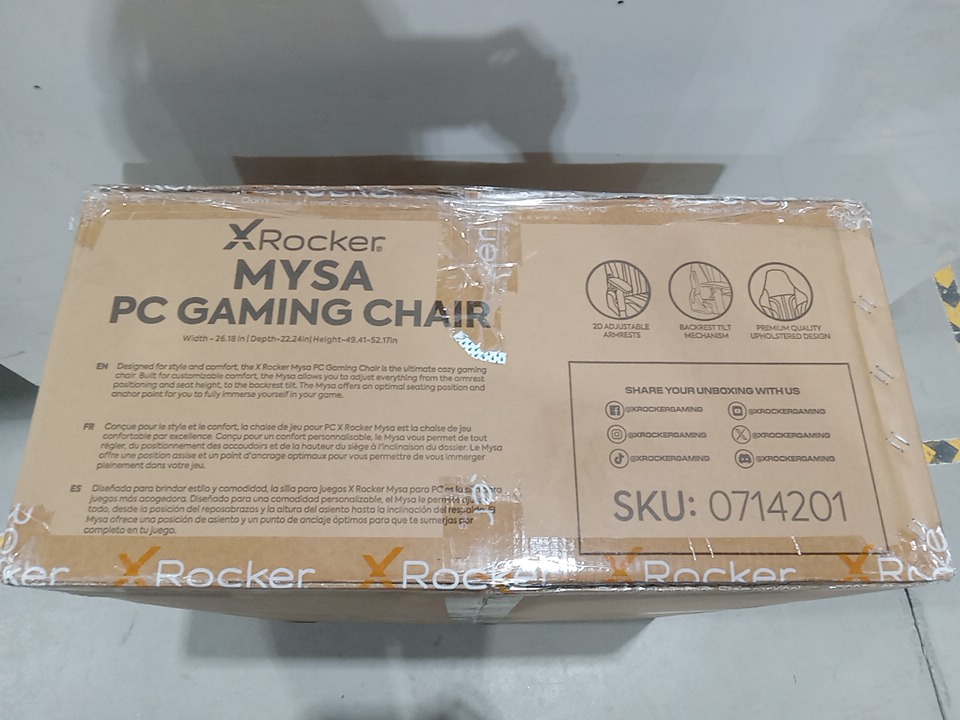 XRocker®
MYSA
PC GAMING CHAIR
Width - 26.18 in | Depth-22.24in| Height-49.41-52.17in
EN Designed for style and comfort, the X Rocker Mysa PC Gaming Chair is the ultimate cozy gaming
chair. Built for customizable comfort, the Mysa allows you to adjust everything from the armrest
positioning and seat height, to the backrest tilt. The Mysa offers an optimal seating position and
anchor point for you to fully immerse yourself in your game.
FR Conçue pour le style et le confort, la chaise de jeu pour PC X Rocker Mysa est la chaise de jeu
confortable par excellence. Conçu pour un confort personnalisable, le Mysa vous permet de tout
régler, du positionnement des accoudoirs et de la hauteur du siège à l'inclinaison du dossier. Le Mysa
offre une position assise et un point d'ancrage optimaux pour vous permettre de vous immerger
pleinement dans votre jeu.
ES Diseñada para brindar estilo y comodidad, la silla para juegos X Rocker Mysa para PC es la para
juegos más acogedora. Diseñado para una comodidad personalizable, el Mysa le permite
todo, desde la posición del reposabrazos y la altura del asiento hasta la inclinación del respaldo. El
Mysa ofrece una posición de asiento y un punto de anclaje óptimos para que te sumerjas por
completo en tu juego.
2D ADJUSTABLE
ARMRESTS
BACKREST TILT
MECHANISM
PREMIUM QUALITY
UPHOLSTERED DESIGN
SHARE YOUR UNBOXING WITH US
@XROCKERGAMING @XROCKERGAMING
@XROCKERGAMING @XROCKERGAMING
@XROCKERGAMING @XROCKERGAMING
SKU: 0714201
XRocker XRocker XRocker